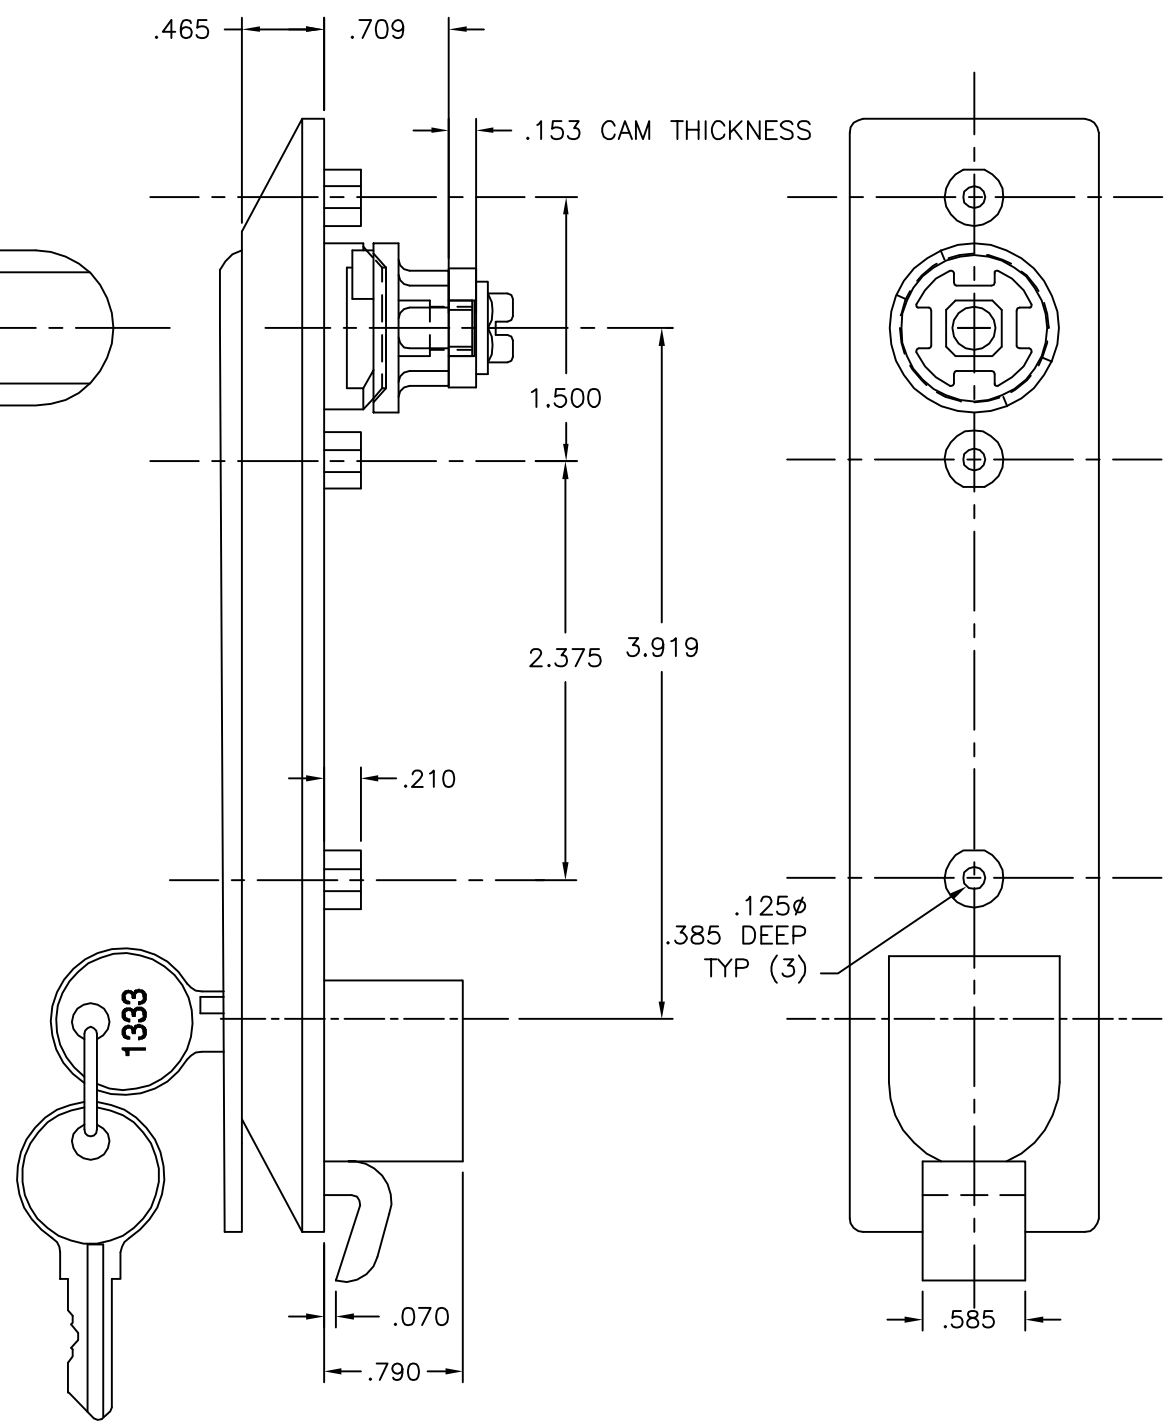 .465
.709
.153 CAM THICKNESS
1.500
2.375
3.919
.210
.125ø
.385 DEEP
TYP (3)
1333
.070
.585
.790